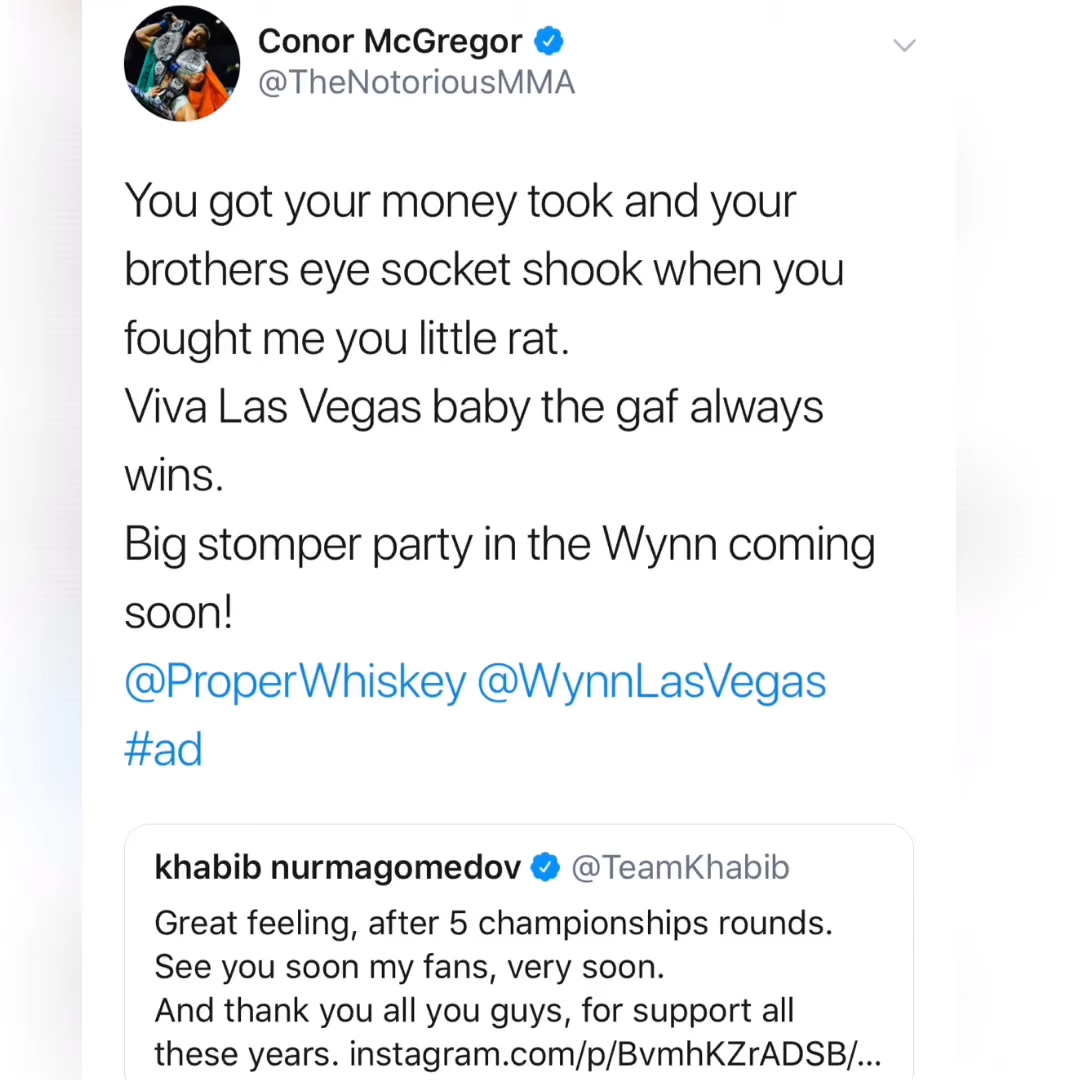 Conor McGregor
@TheNotoriousMMA
You got your money took and your
brothers eye socket shook when you
fought me you little rat.
Viva Las Vegas baby the gaf always
wins.
Big stomper party in the Wynn coming
soon!
@ProperWhiskey @WynnLasVegas
#ad
khabib nurmagomedov @TeamKhabib
Great feeling, after 5 championships rounds.
See you soon my fans, very soon.
And thank you all you guys, for support all
these years. instagram.com/p/BvmhKZrADSB/...